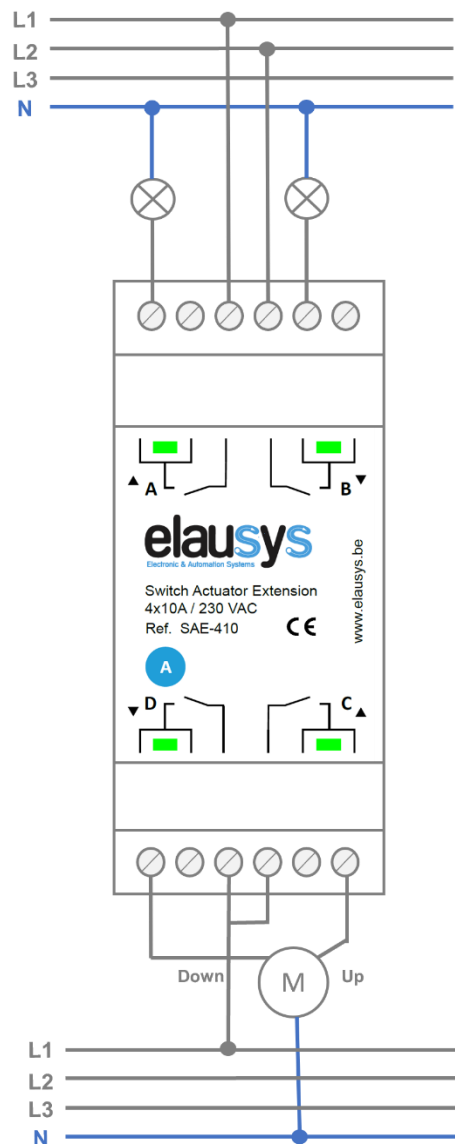 L1
L2
L3
N
▲ A
B ▼
elausys
Electronic & Automation Systems
www.elausys.be
Switch Actuator Extension
4x10A / 230 VAC
Ref. SAE-410 CE
A
▼ D
C ▲
Down
M
Up
L1
L2
L3
N